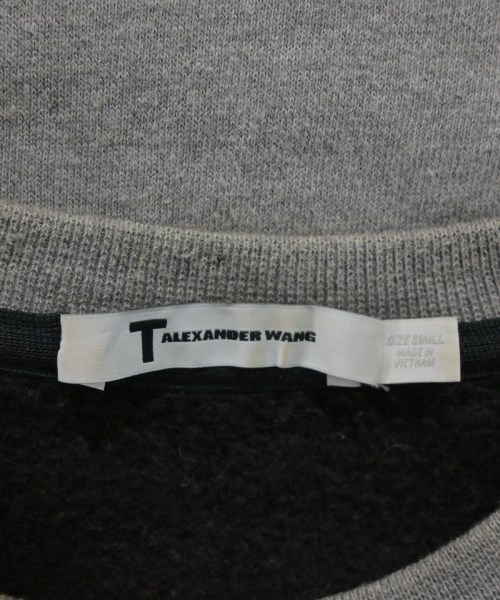 T ALEXANDER WANG
SIZE SMALL
MADE IN
VIETNAM